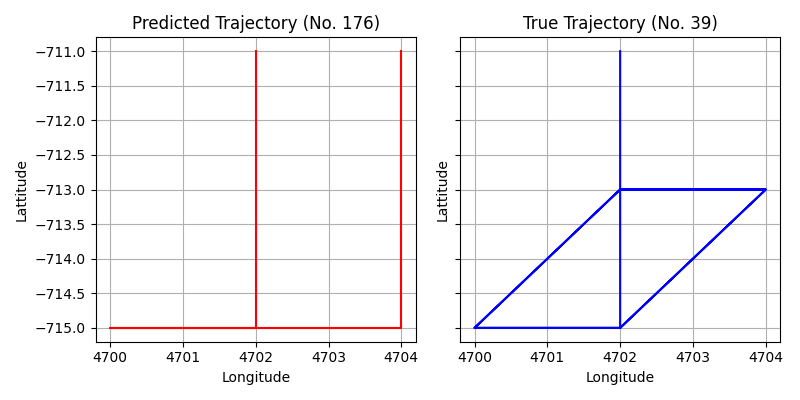 Predicted Trajectory (No. 176)
−711.0
−711.5
−712.0
−712.5
−713.0
−713.5
−714.0
−714.5
−715.0
Lattitude
4700 4701 4702 4703 4704
Longitude
True Trajectory (No. 39)
Lattitude
4700 4701 4702 4703 4704
Longitude